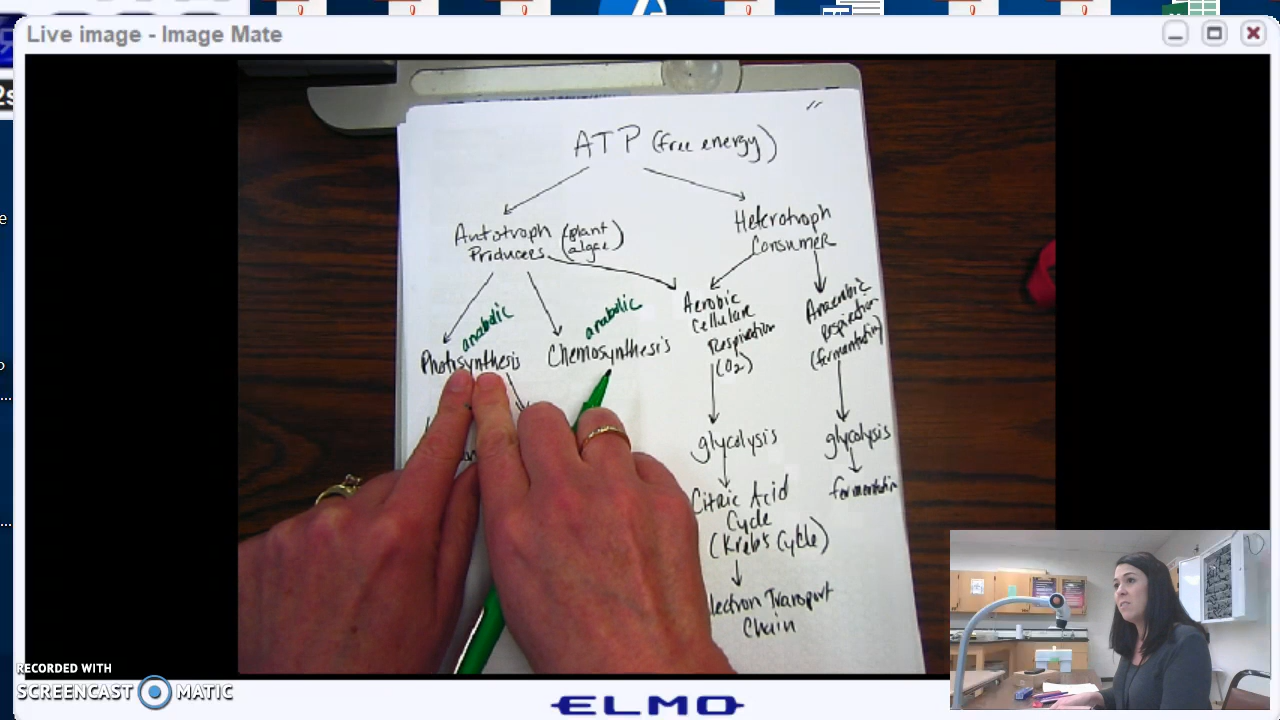 Live image - Image Mate
ATP (free energy)
Autotroph
Producers
(plant
algae)
Heterotroph
Consumer
anabolic
Photosynthesis
anabolic
Chemosynthesis
Aerobic
Cellular
Respiration
(O2)
Anaerobic
Respiration
(fermentation)
glycolysis
glycolysis
fermentation
Citric Acid
Cycle
(Krebs Cycle)
Transport
Chain
RECORDED WITH
SCREENCAST MATIC
ELMO